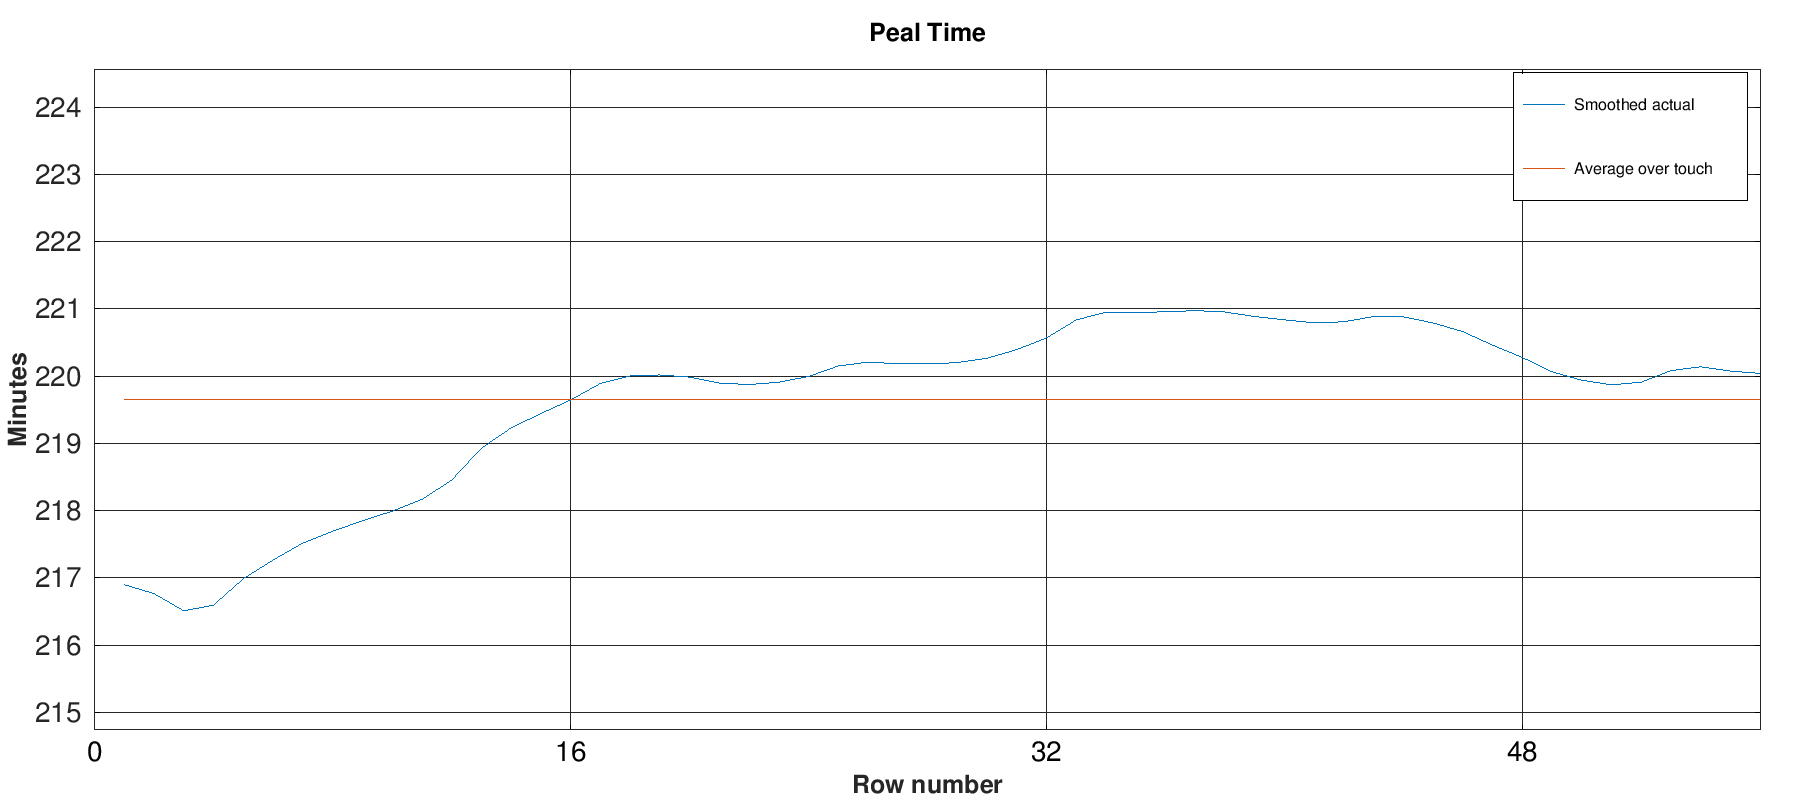 Peal Time
224
223
222
221
220
219
218
217
216
215
Minutes
0 16 32 48
Row number
Smoothed actual
Average over touch